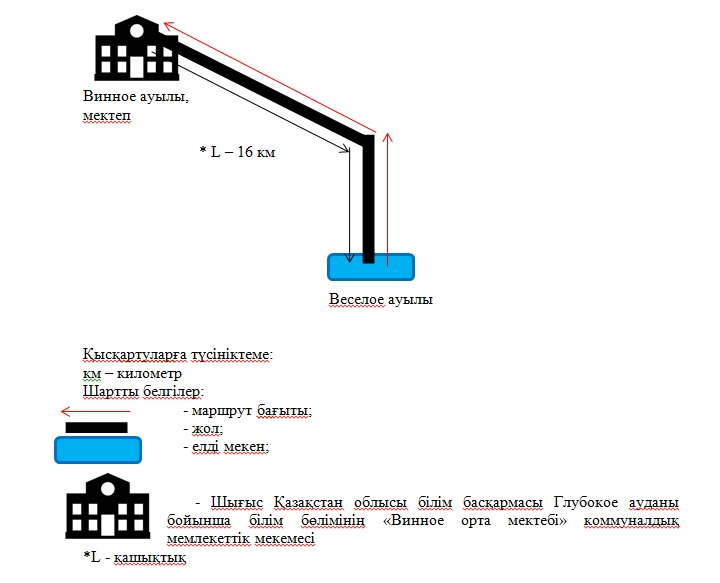 Винное ауылы,
мектеп
* L – 16 км
Веселое ауылы
Қысқартуларға түсініктеме:
км – километр
Шартты белгілер:
- маршрут бағыты;
- жол;
- елді мекен;
- Шығыс Қазақстан облысы білім басқармасы Глубокое ауданы
бойынша білім бөлімінің «Винное орта мектебі» коммуналдық
мемлекеттік мекемесі
*L - қашықтық